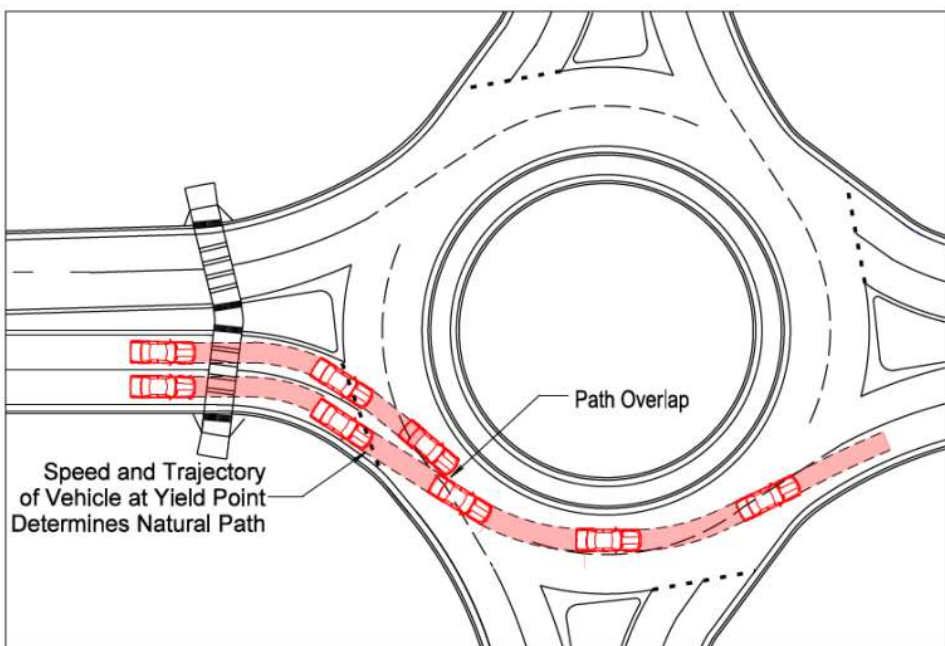 Path Overlap
Speed and Trajectory
of Vehicle at Yield Point
Determines Natural Path